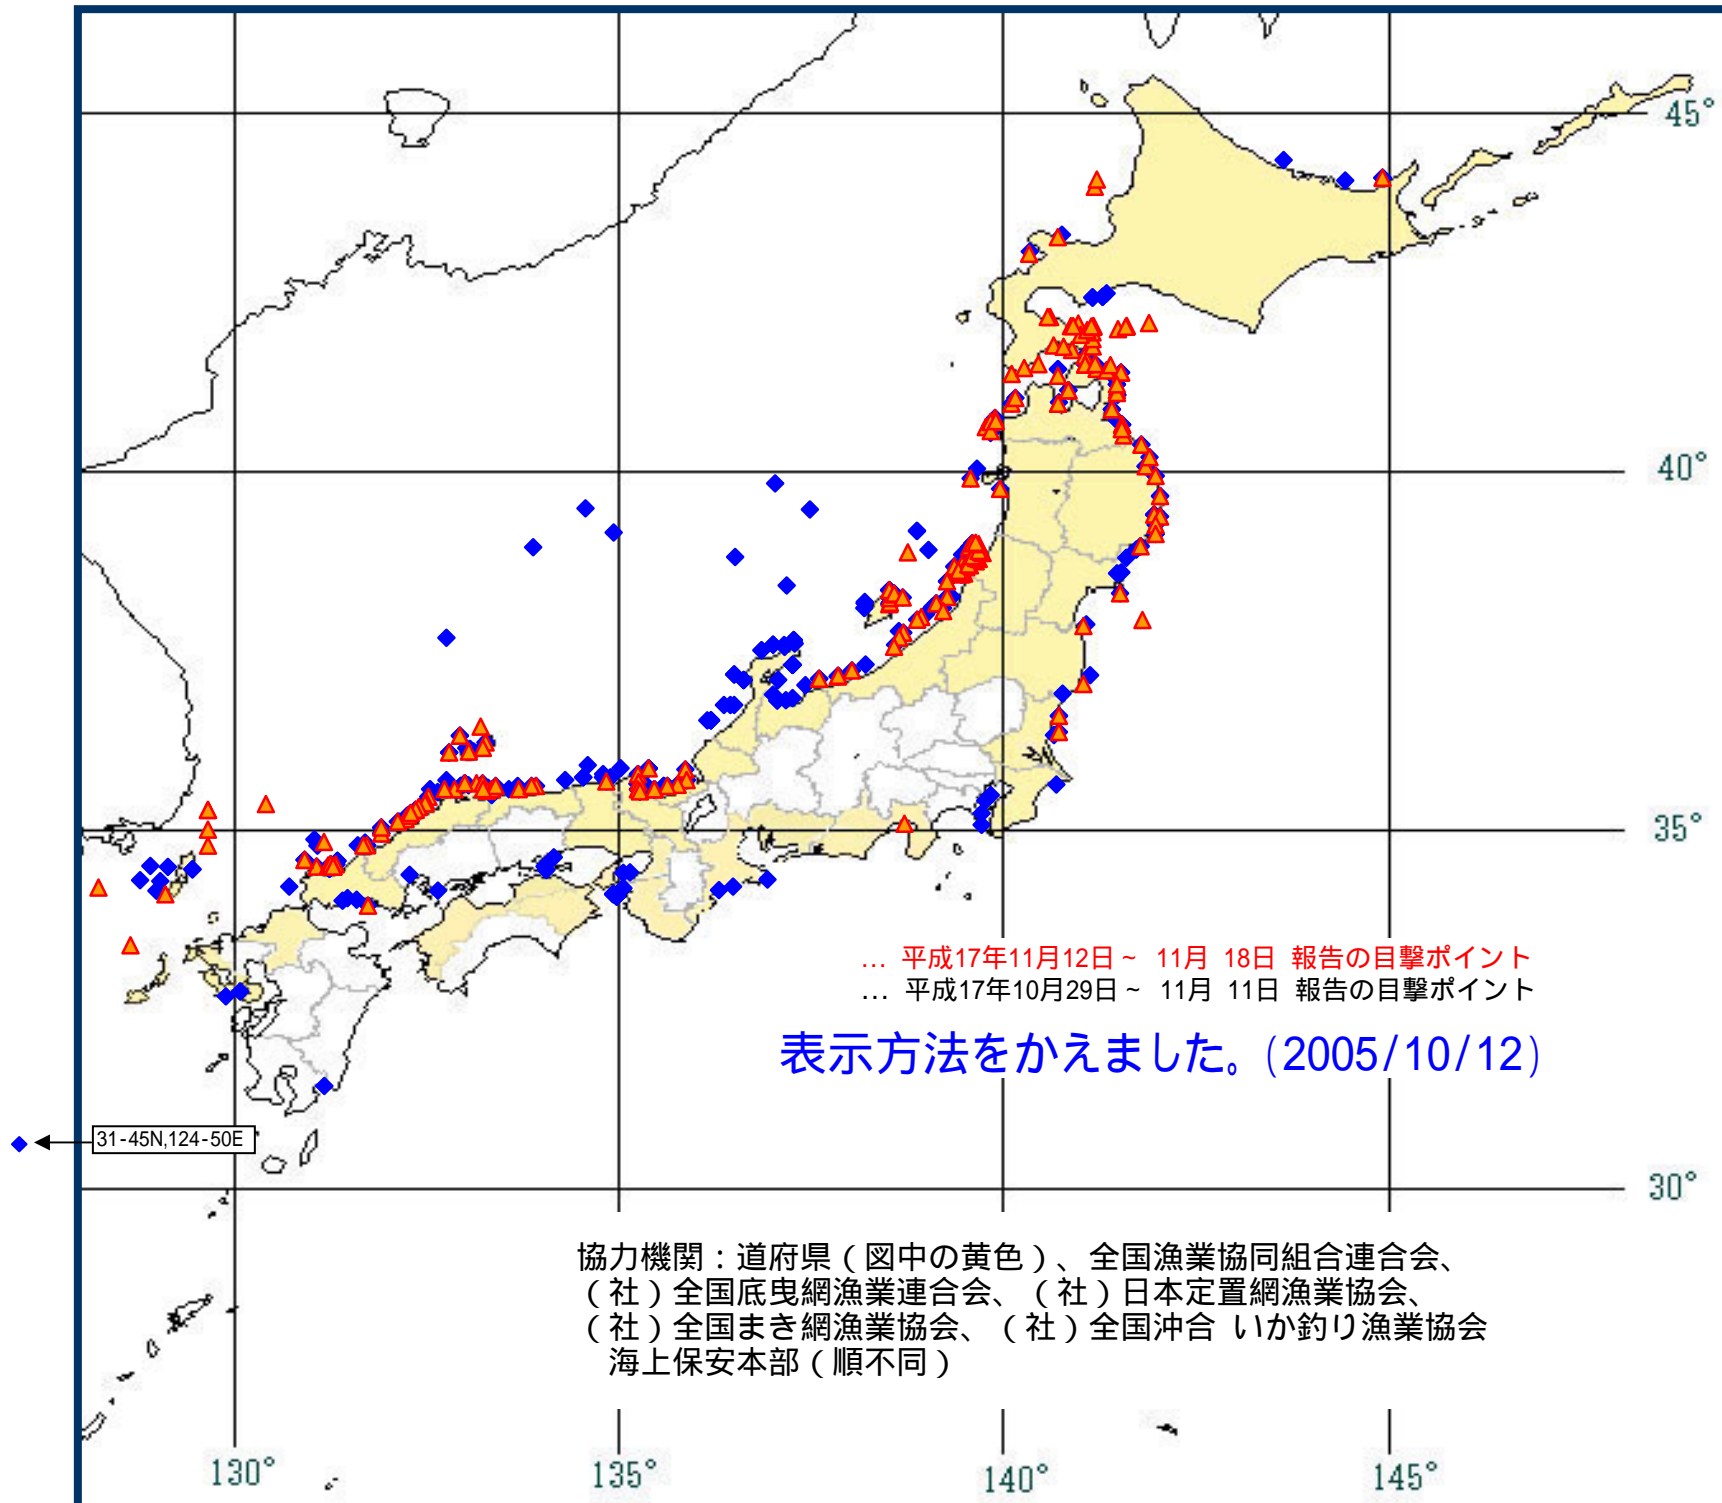 45°
40°
35°
… 平成17年11月12日～ 11月 18日 報告の目撃ポイント
… 平成17年10月29日～ 11月 11日 報告の目撃ポイント
表示方法をかえました。(2005/10/12)
31-45N,124-50E
30°
協力機関：道府県（図中の黄色）、全国漁業協同組合連合会、
（社）全国底曳網漁業連合会、（社）日本定置網漁業協会、
（社）全国まき網漁業協会、（社）全国沖合 いか釣り漁業協会
海上保安本部（順不同）
130° 135° 140° 145°